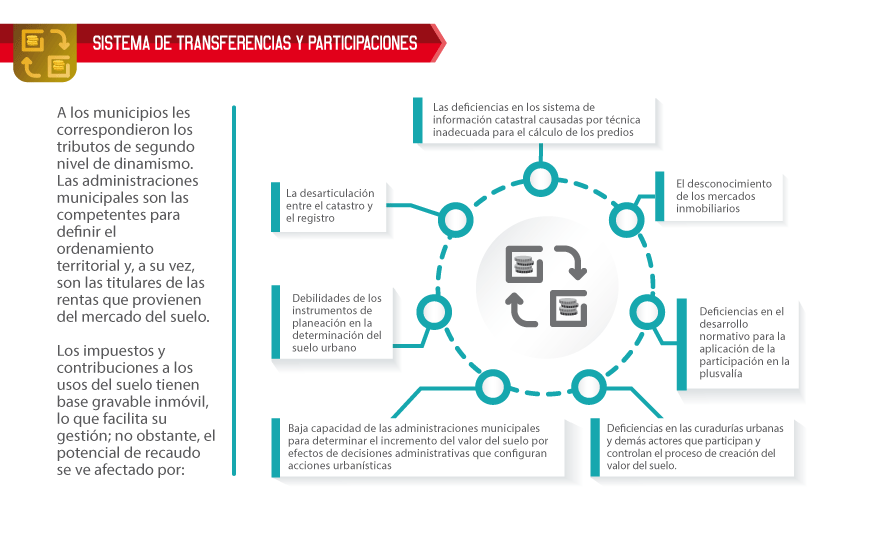 SISTEMA DE TRANSFERENCIAS Y PARTICIPACIONES
A los municipios les
correspondieron los
tributos de segundo
nivel de dinamismo.
Las administraciones
municipales son las
competentes para
definir el
ordenamiento
territorial y, a su vez,
son las titulares de las
rentas que provienen
del mercado del suelo.
Los impuestos y
contribuciones a los
usos del suelo tienen
base gravable inmóvil,
lo que facilita su
gestión; no obstante, el
potencial de recaudo
se ve afectado por:
Las deficiencias en los sistema de
información catastral causadas por técnica
inadecuada para el cálculo de los predios
El desconocimiento
de los mercados
inmobiliarios
Deficiencias en el
desarrollo
normativo para la
aplicación de la
participación en la
plusvalía
Deficiencias en las curadurías urbanas
y demás actores que participan y
controlan el proceso de creación del
valor del suelo.
Baja capacidad de las administraciones municipales
para determinar el incremento del valor del suelo por
efectos de decisiones administrativas que configuran
acciones urbanísticas
Debilidades de los
instrumentos de
planeación en la
determinación del
suelo urbano
La desarticulación
entre el catastro y
el registro